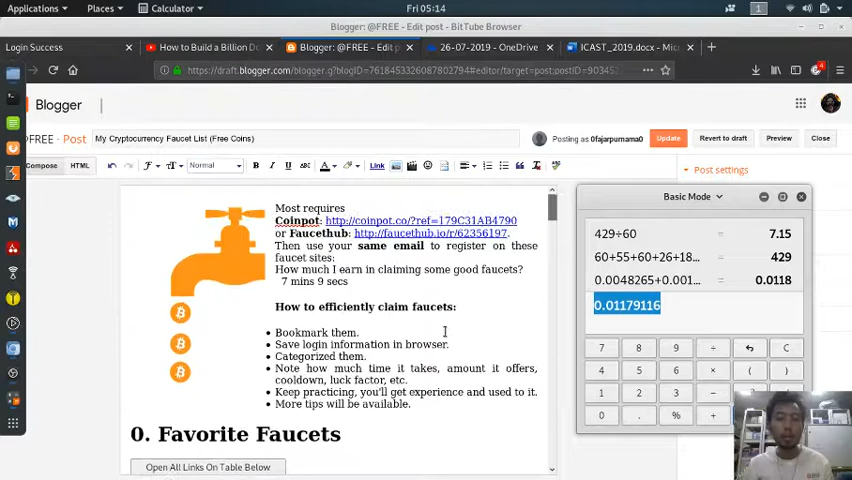 Applications
Places
Calculator
Fri 05:14
1
Blogger: @FREE - Edit post - BitTube Browser
Login Success
How to Build a Billion D
Blogger: @FREE - Edit p
26-07-2019 - OneDrive
ICAST_2019.docx - Micr
https://draft.blogger.com/blogger.g?blogID=7618453326087802794#editor/target=post;postID=90345
4
Blogger
@FREE · Post
My Cryptocurrency Faucet List (Free Coins)
Posting as 0fajarpurnama0
Update
Revert to draft
Preview
Close
Compose
HTML
Normal
Link
Post settings
Most requires
Coinpot: http://coinpot.co/?ref=179C31AB4790
or Faucethub: http://faucethub.io/r/62356197.
Then use your same email to register on these
faucet sites:
How much I earn in claiming some good faucets?
7 mins 9 secs
How to efficiently claim faucets:
• Bookmark them.
• Save login information in browser.
• Categorized them.
• Note how much time it takes, amount it offers,
cooldown, luck factor, etc.
• Keep practicing, you'll get experience and used to it.
• More tips will be available.
0. Favorite Faucets
Open All Links On Table Below
Basic Mode
429÷60 = 7.15
60+55+60+26+18... = 429
0.0048265+0.001... = 0.0118
0.01179116
7 8 9 ÷ C
4 5 6 × ( )
1 2 3 −
0 . % +